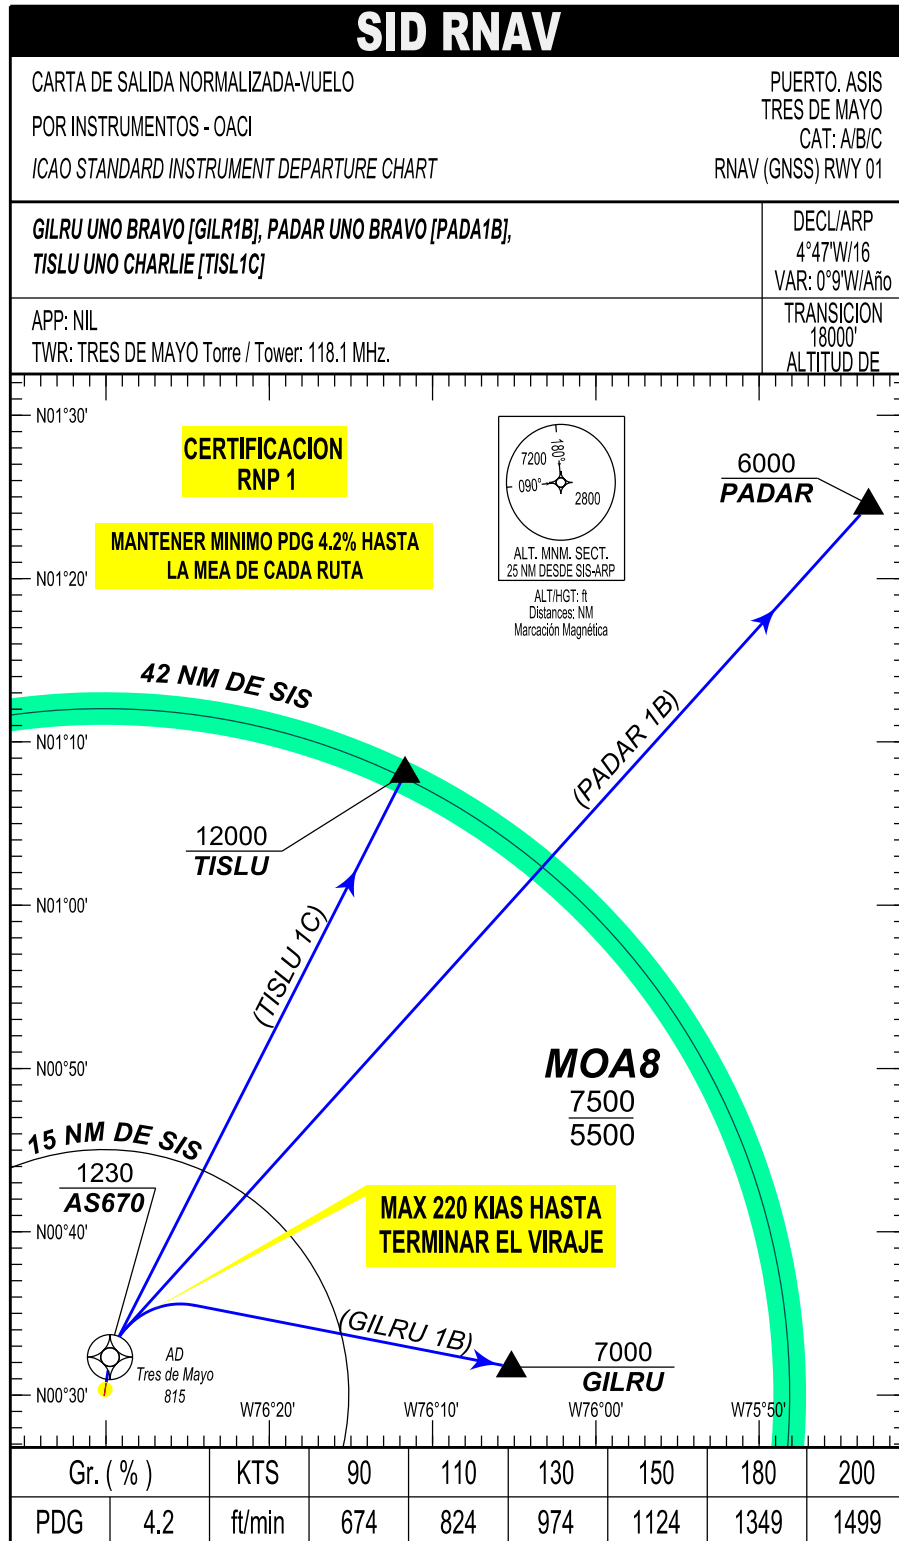 SID RNAV
CARTA DE SALIDA NORMALIZADA-VUELO
POR INSTRUMENTOS - OACI
ICAO STANDARD INSTRUMENT DEPARTURE CHART
PUERTO. ASIS
TRES DE MAYO
CAT: A/B/C
RNAV (GNSS) RWY 01
GILRU UNO BRAVO [GILR1B], PADAR UNO BRAVO [PADA1B],
TISLU UNO CHARLIE [TISL1C]
DECL/ARP
4°47'W/16
VAR: 0°9'W/Año
APP: NIL
TWR: TRES DE MAYO Torre / Tower: 118.1 MHz.
TRANSICION
18000'
ALTITUD DE
N01°30'
CERTIFICACION
RNP 1
MANTENER MINIMO PDG 4.2% HASTA
LA MEA DE CADA RUTA
7200
180°
090°
2800
ALT. MNM. SECT.
25 NM DESDE SIS-ARP
ALT/HGT: ft
Distances: NM
Marcación Magnética
6000
PADAR
N01°20'
42 NM DE SIS
(PADAR 1B)
N01°10'
12000
TISLU
N01°00'
(TISLU 1C)
MOA8
7500
5500
N00°50'
15 NM DE SIS
1230
AS670
MAX 220 KIAS HASTA
TERMINAR EL VIRAJE
N00°40'
(GILRU 1B)
7000
GILRU
AD
Tres de Mayo
815
N00°30'
W76°20'
W76°10'
W76°00'
W75°50'
Gr. ( % ) KTS 90 110 130 150 180 200
PDG 4.2 ft/min 674 824 974 1124 1349 1499